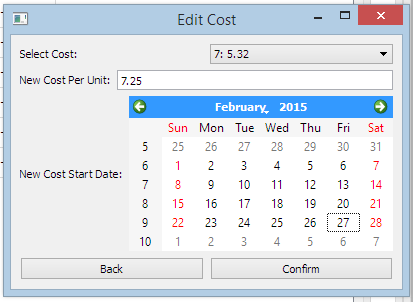 Edit Cost
Select Cost: 7: 5.32
New Cost Per Unit: 7.25
February, 2015
Sun Mon Tue Wed Thu Fri Sat
5 25 26 27 28 29 30 31
6 1 2 3 4 5 6 7
7 8 9 10 11 12 13 14
New Cost Start Date: 8 15 16 17 18 19 20 21
9 22 23 24 25 26 27 28
10 1 2 3 4 5 6 7
Back Confirm